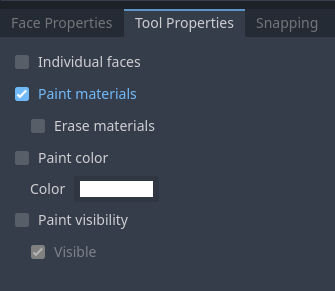 Face Properties Tool Properties Snapping
Individual faces
Paint materials
Erase materials
Paint color
Color
Paint visibility
Visible